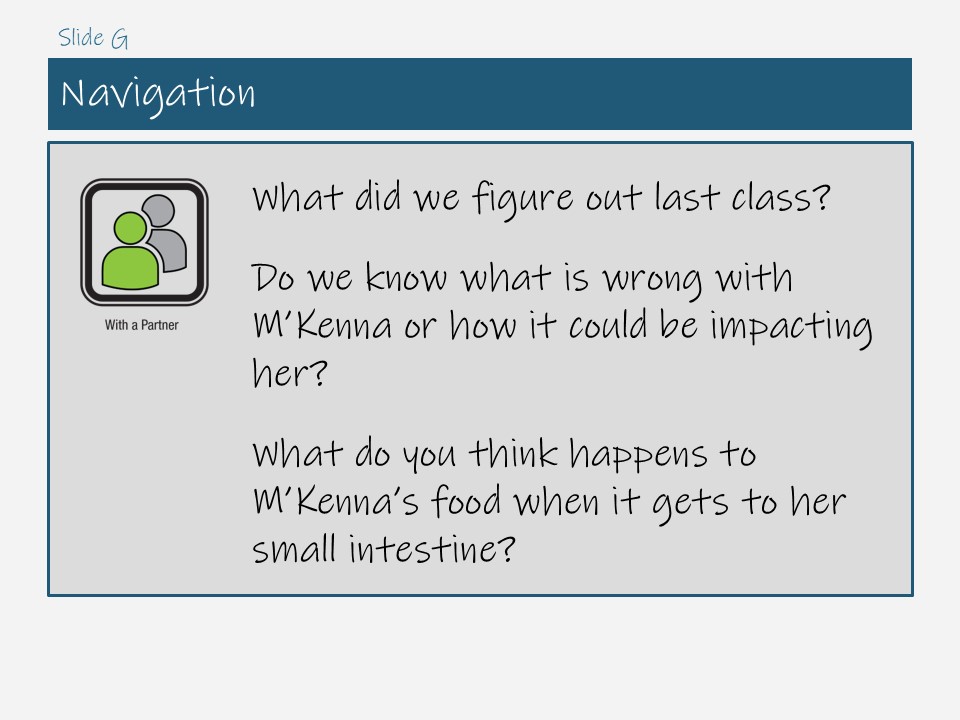 Slide G
Navigation
What did we figure out last class?
Do we know what is wrong with
M’Kenna or how it could be impacting
her?
With a Partner
What do you think happens to
M’Kenna’s food when it gets to her
small intestine?